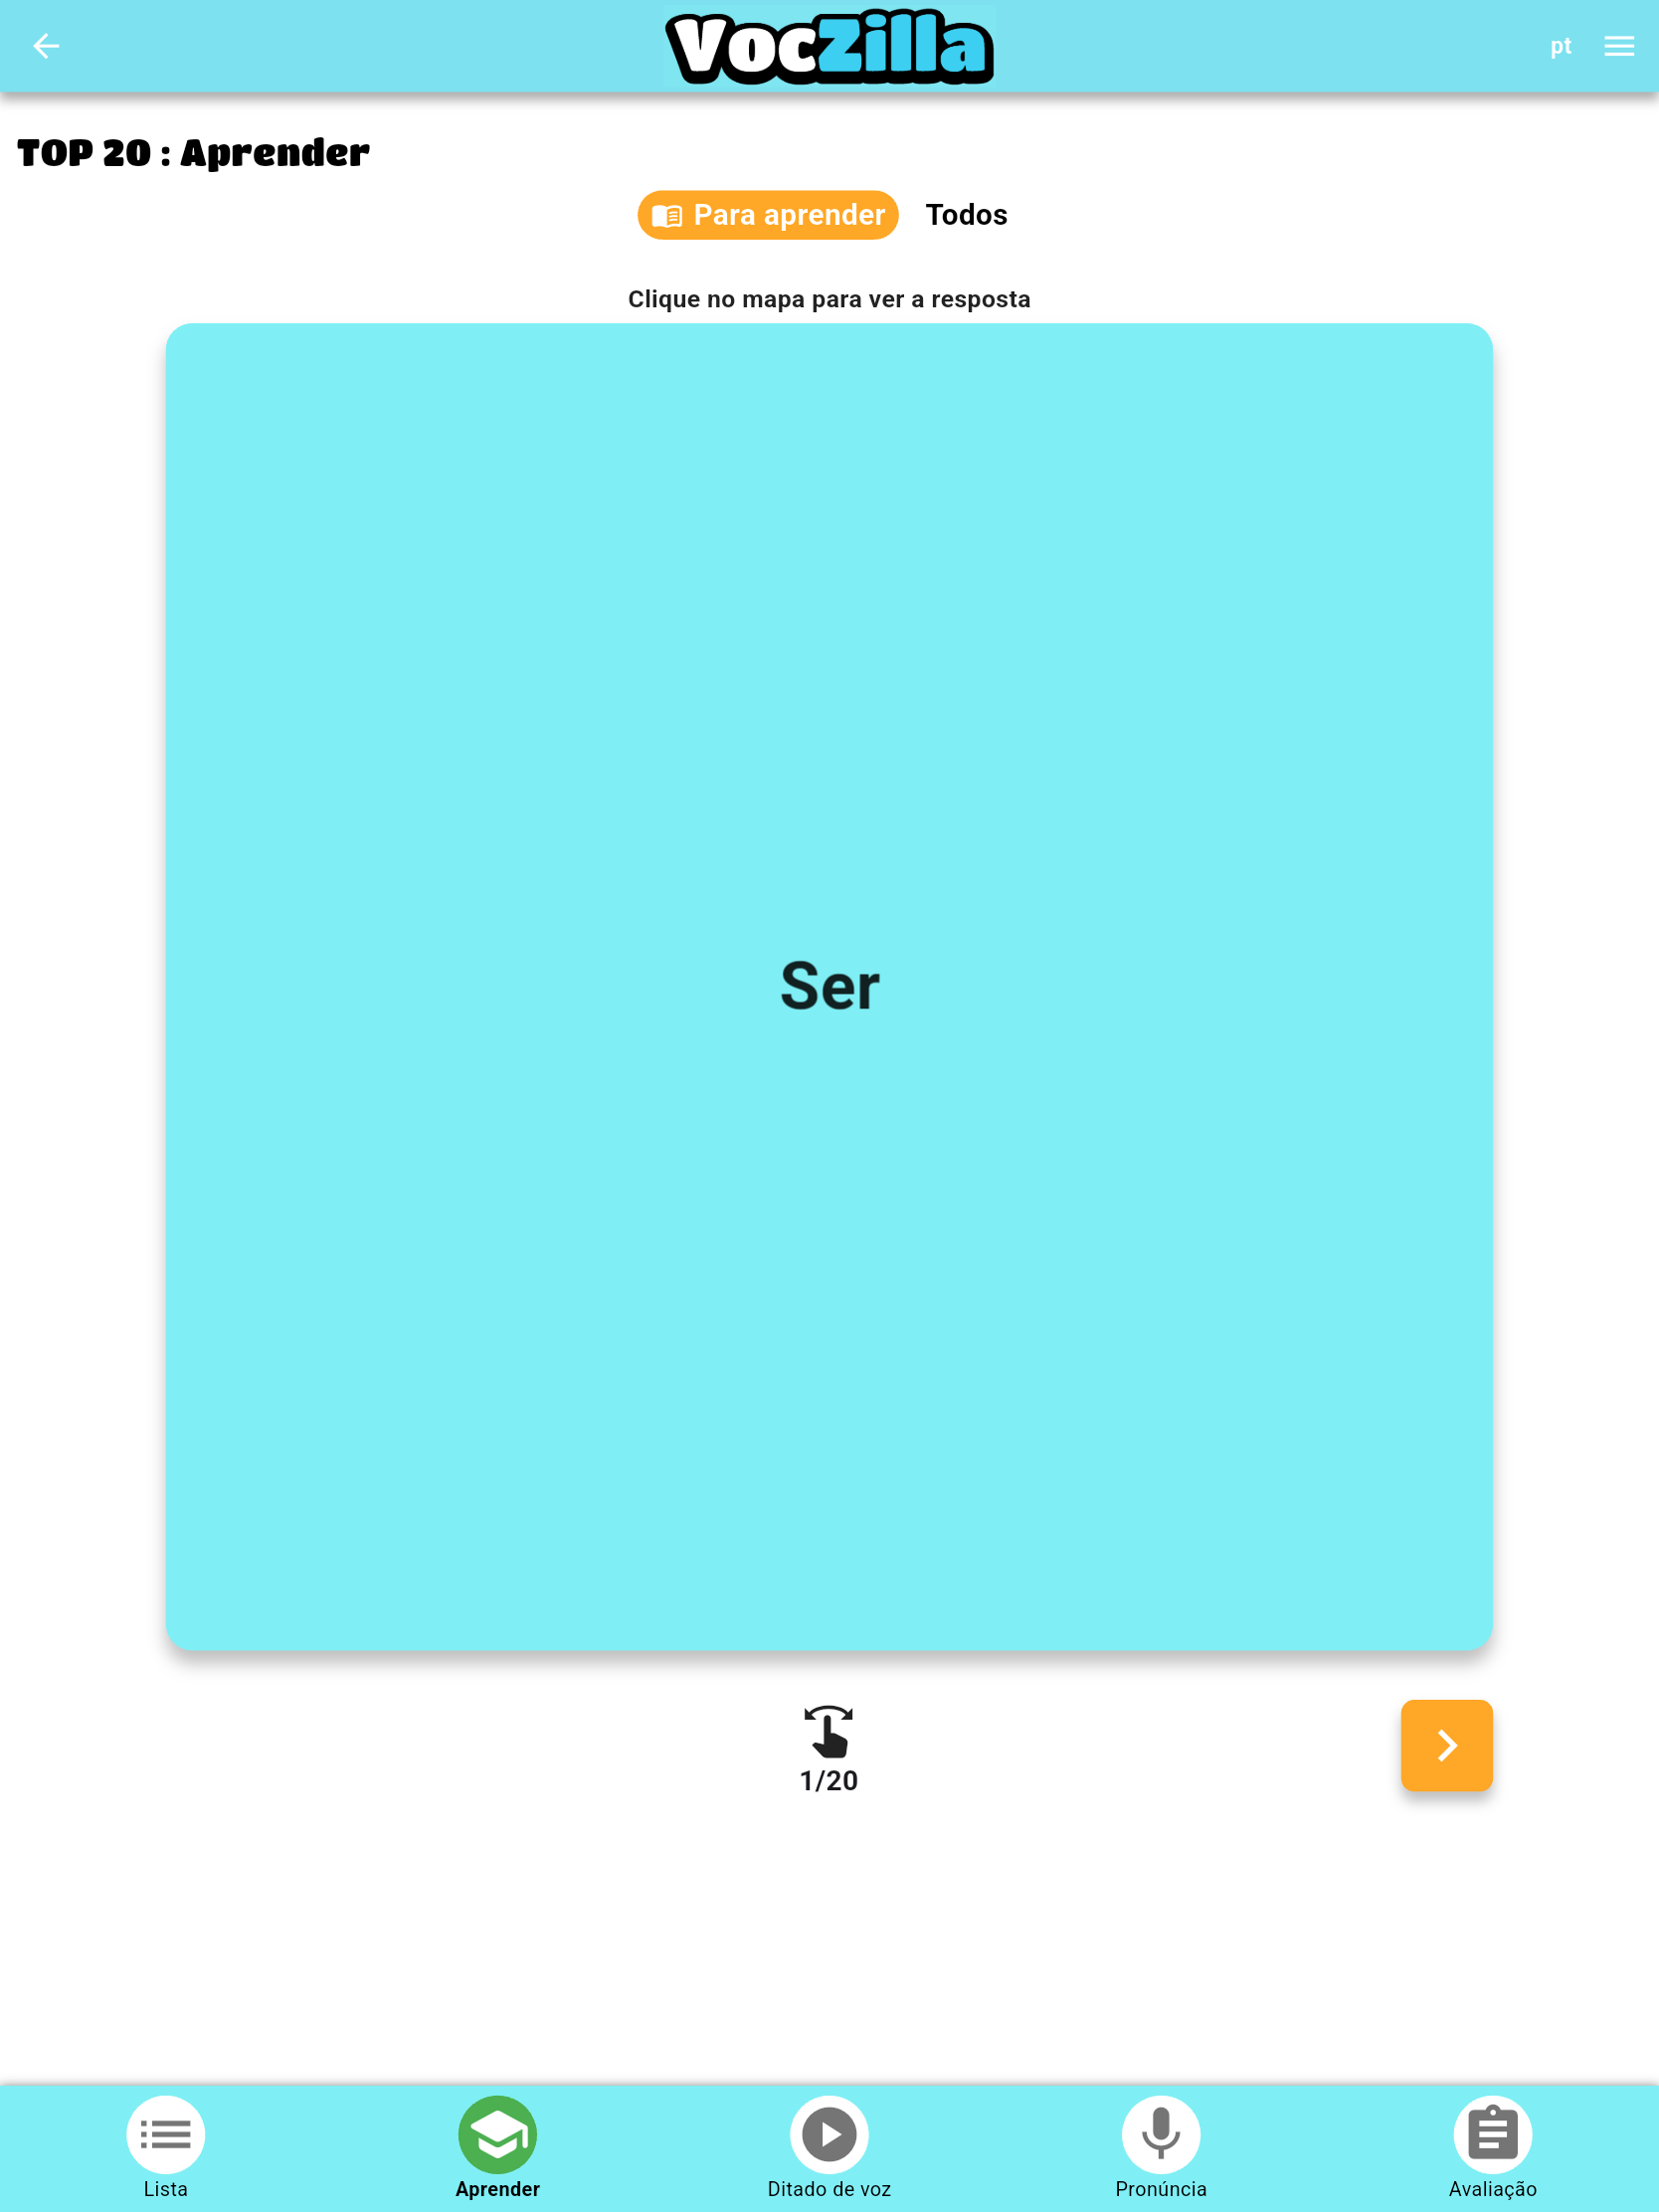 VocZilla
pt
TOP 20 : Aprender
Para aprender
Todos
Clique no mapa para ver a resposta
Ser
1/20
Lista
Aprender
Ditado de voz
Pronúncia
Avaliação